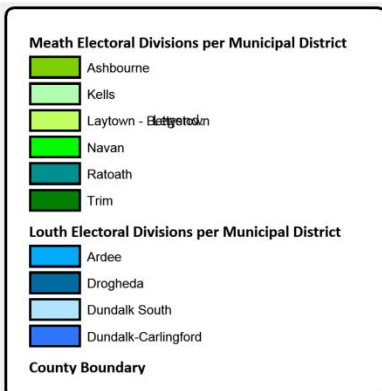 Meath Electoral Divisions per Municipal District
Ashbourne
Kells
Laytown -
Navan
Ratoath
Trim
Louth Electoral Divisions per Municipal District
Ardee
Drogheda
Dundalk South
Dundalk-Carlingford
County Boundary